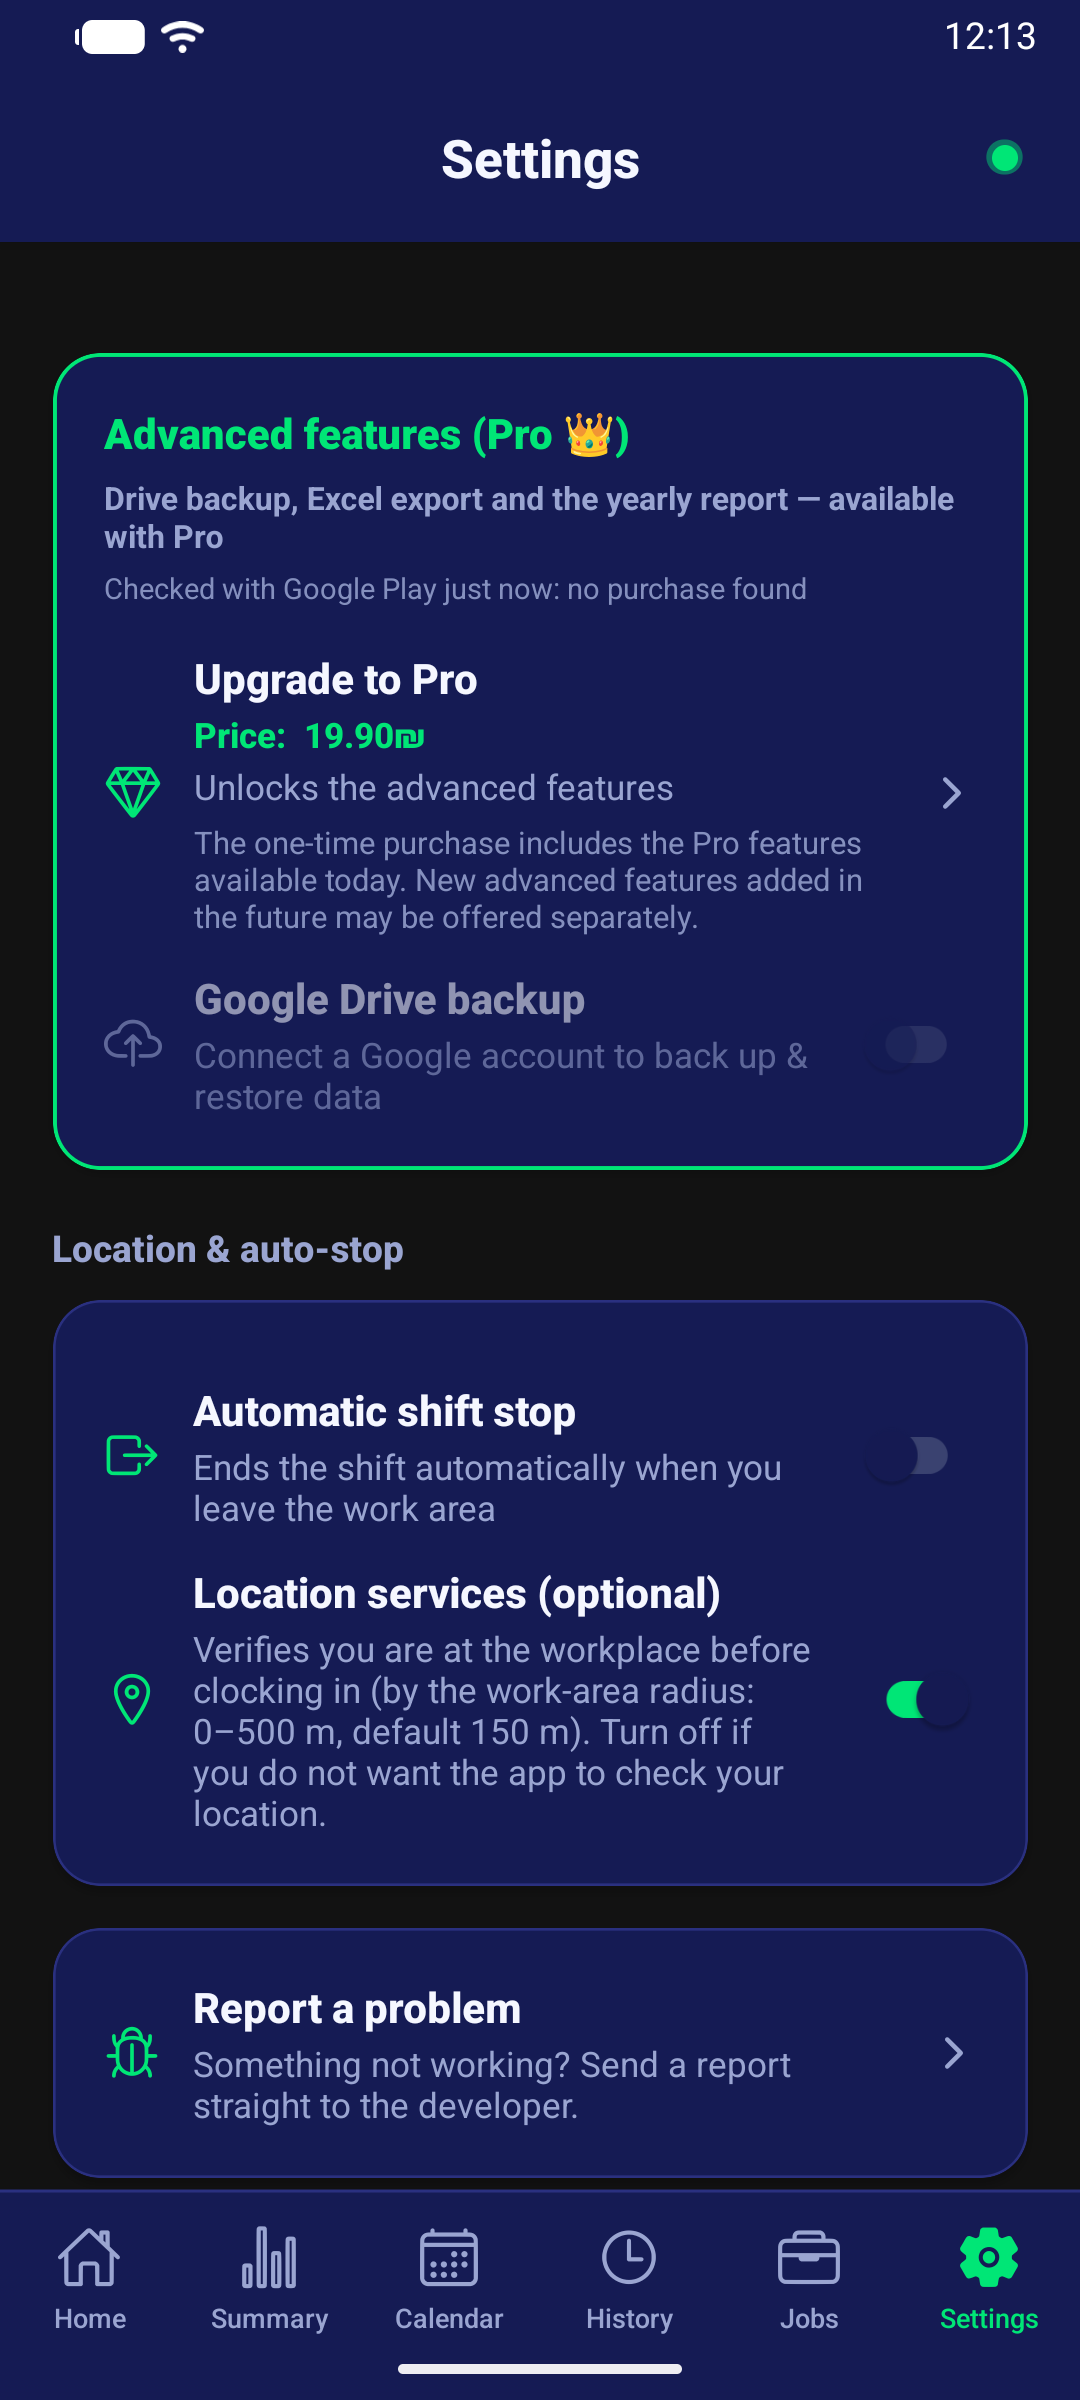 12:13
Settings
Advanced features (Pro 👑)
Drive backup, Excel export and the yearly report — available
with Pro
Checked with Google Play just now: no purchase found
Upgrade to Pro
Price: 19.90₪
Unlocks the advanced features
The one-time purchase includes the Pro features
available today. New advanced features added in
the future may be offered separately.
Google Drive backup
Connect a Google account to back up &
restore data
Location & auto-stop
Automatic shift stop
Ends the shift automatically when you
leave the work area
Location services (optional)
Verifies you are at the workplace before
clocking in (by the work-area radius:
0–500 m, default 150 m). Turn off if
you do not want the app to check your
location.
Report a problem
Something not working? Send a report
straight to the developer.
Home
Summary
Calendar
History
Jobs
Settings